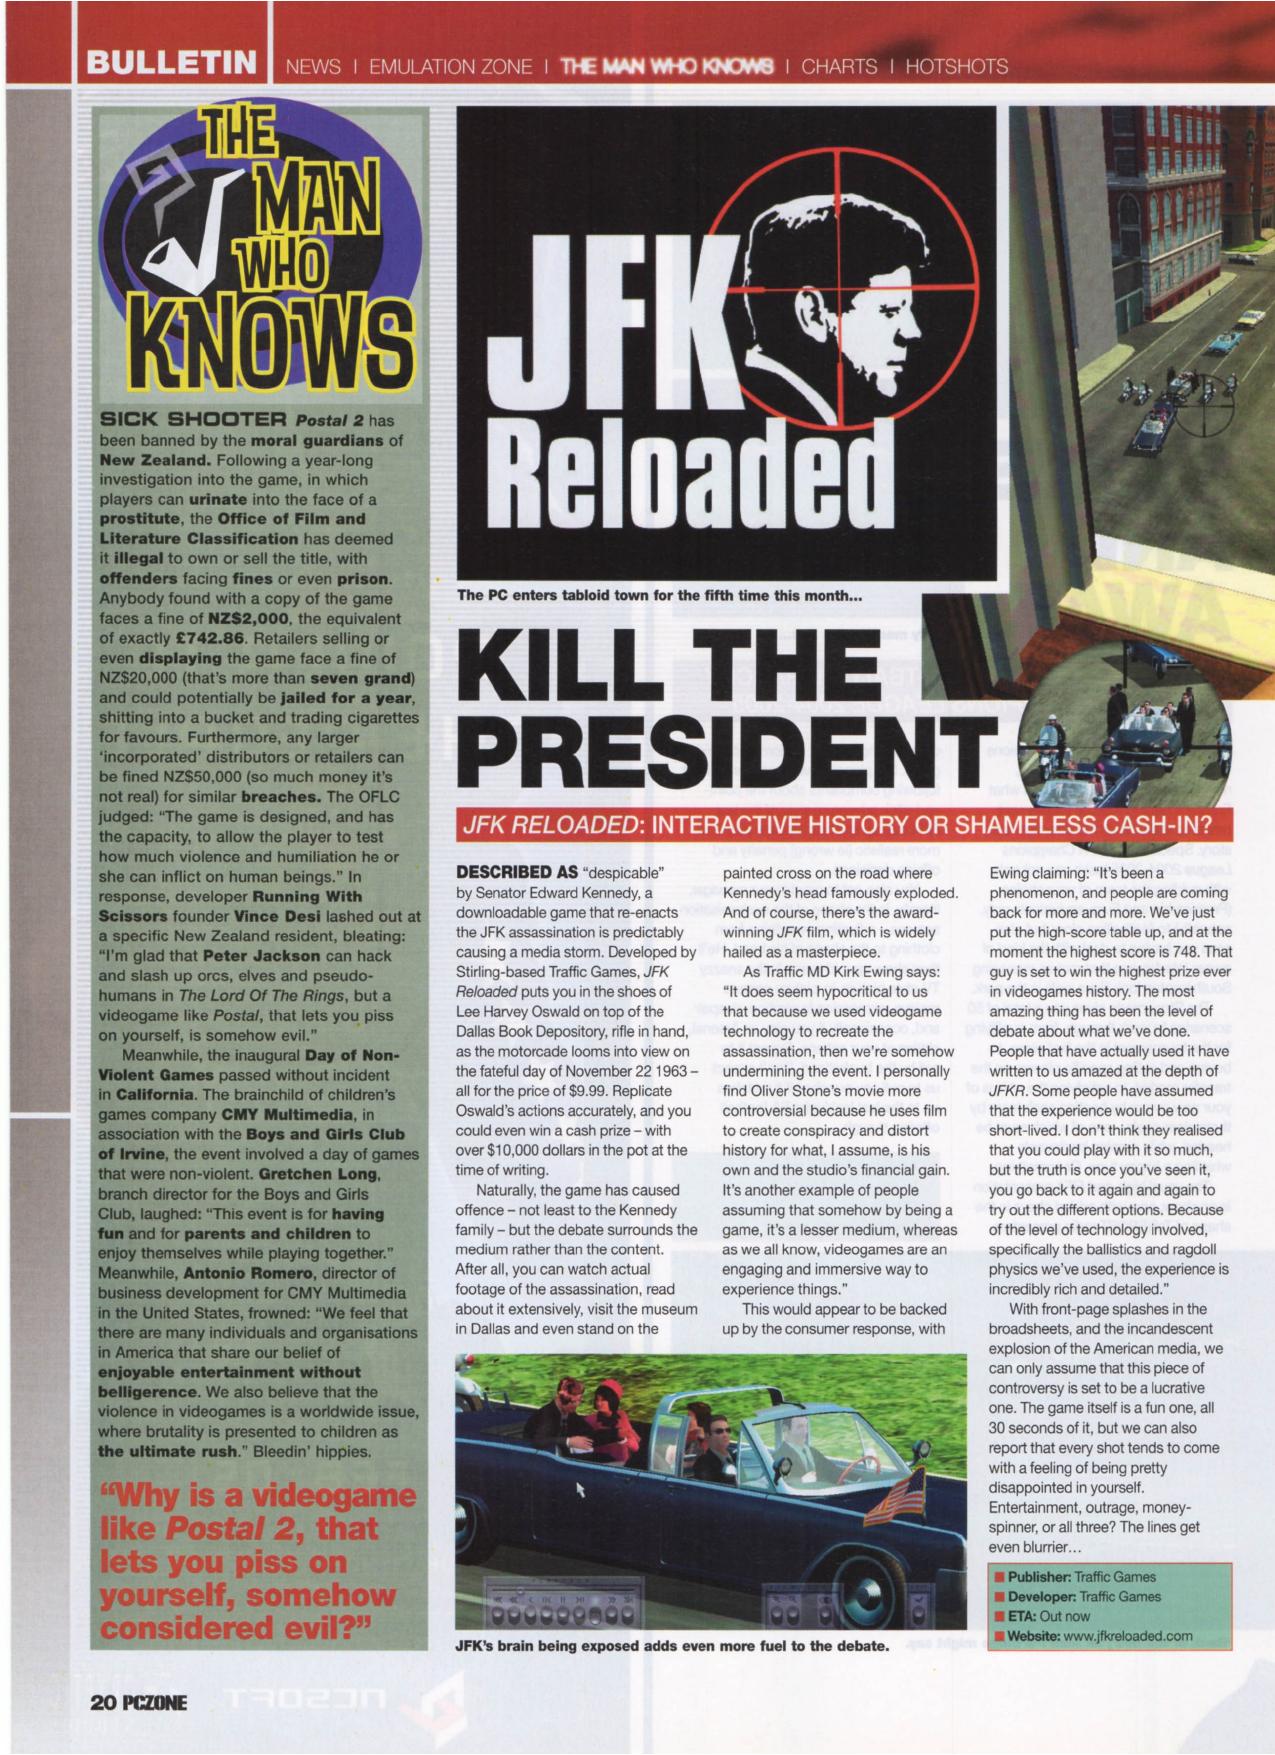 BULLETIN
NEWS | EMULATION ZONE | THE MAN WHO KNOWS | CHARTS | HOTSHOTS
THE
MAN
WHO
KNOWS
SICK SHOOTER Postal 2 has
been banned by the moral guardians of
New Zealand. Following a year-long
investigation into the game, in which
players can urinate into the face of a
prostitute, the Office of Film and
Literature Classification has deemed
it illegal to own or sell the title, with
offenders facing fines or even prison.
Anybody found with a copy of the game
faces a fine of NZ$2,000, the equivalent
of exactly £742.86. Retailers selling or
even displaying the game face a fine of
NZ$20,000 (that's more than seven grand)
and could potentially be jailed for a year,
shitting into a bucket and trading cigarettes
for favours. Furthermore, any larger
'incorporated' distributors or retailers can
be fined NZ$50,000 (so much money it's
not real) for similar breaches. The OFLC
judged: "The game is designed, and has
the capacity, to allow the player to test
how much violence and humiliation he or
she can inflict on human beings." In
response, developer Running With
Scissors founder Vince Desi lashed out at
a specific New Zealand resident, bleating:
"I'm glad that Peter Jackson can hack
and slash up orcs, elves and pseudo-
humans in The Lord Of The Rings, but a
videogame like Postal, that lets you piss
on yourself, is somehow evil."
Meanwhile, the inaugural Day of Non-
Violent Games passed without incident
in California. The brainchild of children's
games company CMY Multimedia, in
association with the Boys and Girls Club
of Irvine, the event involved a day of games
that were non-violent. Gretchen Long,
branch director for the Boys and Girls
Club, laughed: "This event is for having
fun and for parents and children to
enjoy themselves while playing together."
Meanwhile, Antonio Romero, director of
business development for CMY Multimedia
in the United States, frowned: "We feel that
there are many individuals and organisations
in America that share our belief of
enjoyable entertainment without
belligerence. We also believe that the
violence in videogames is a worldwide issue,
where brutality is presented to children as
the ultimate rush." Bleedin' hippies.
"Why is a videogame
like Postal 2, that
lets you piss on
yourself, somehow
considered evil?"
JFK
Reloaded
The PC enters tabloid town for the fifth time this month...
KILL THE
PRESIDENT
JFK RELOADED: INTERACTIVE HISTORY OR SHAMELESS CASH-IN?
DESCRIBED AS "despicable"
by Senator Edward Kennedy, a
downloadable game that re-enacts
the JFK assassination is predictably
causing a media storm. Developed by
Stirling-based Traffic Games, JFK
Reloaded puts you in the shoes of
Lee Harvey Oswald on top of the
Dallas Book Depository, rifle in hand,
as the motorcade looms into view on
the fateful day of November 22 1963 –
all for the price of $9.99. Replicate
Oswald's actions accurately, and you
could even win a cash prize – with
over $10,000 dollars in the pot at the
time of writing.
Naturally, the game has caused
offence – not least to the Kennedy
family – but the debate surrounds the
medium rather than the content.
After all, you can watch actual
footage of the assassination, read
about it extensively, visit the museum
in Dallas and even stand on the
painted cross on the road where
Kennedy's head famously exploded.
And of course, there's the award-
winning JFK film, which is widely
hailed as a masterpiece.
As Traffic MD Kirk Ewing says:
"It does seem hypocritical to us
that because we used videogame
technology to recreate the
assassination, then we're somehow
undermining the event. I personally
find Oliver Stone's movie more
controversial because he uses film
to create conspiracy and distort
history for what, I assume, is his
own and the studio's financial gain.
It's another example of people
assuming that somehow by being a
game, it's a lesser medium, whereas
as we all know, videogames are an
engaging and immersive way to
experience things."
This would appear to be backed
up by the consumer response, with
Ewing claiming: "It's been a
phenomenon, and people are coming
back for more and more. We've just
put the high-score table up, and at the
moment the highest score is 748. That
guy is set to win the highest prize ever
in videogames history. The most
amazing thing has been the level of
debate about what we've done.
People that have actually used it have
written to us amazed at the depth of
JFKR. Some people have assumed
that the experience would be too
short-lived. I don't think they realised
that you could play with it so much,
but the truth is once you've seen it,
you go back to it again and again to
try out the different options. Because
of the level of technology involved,
specifically the ballistics and ragdoll
physics we've used, the experience is
incredibly rich and detailed."
With front-page splashes in the
broadsheets, and the incandescent
explosion of the American media, we
can only assume that this piece of
controversy is set to be a lucrative
one. The game itself is a fun one, all
30 seconds of it, but we can also
report that every shot tends to come
with a feeling of being pretty
disappointed in yourself.
Entertainment, outrage, money-
spinner, or all three? The lines get
even blurrier...
JFK's brain being exposed adds even more fuel to the debate.
Publisher: Traffic Games
Developer: Traffic Games
ETA: Out now
Website: www.jfkreloaded.com
20 PCZONE